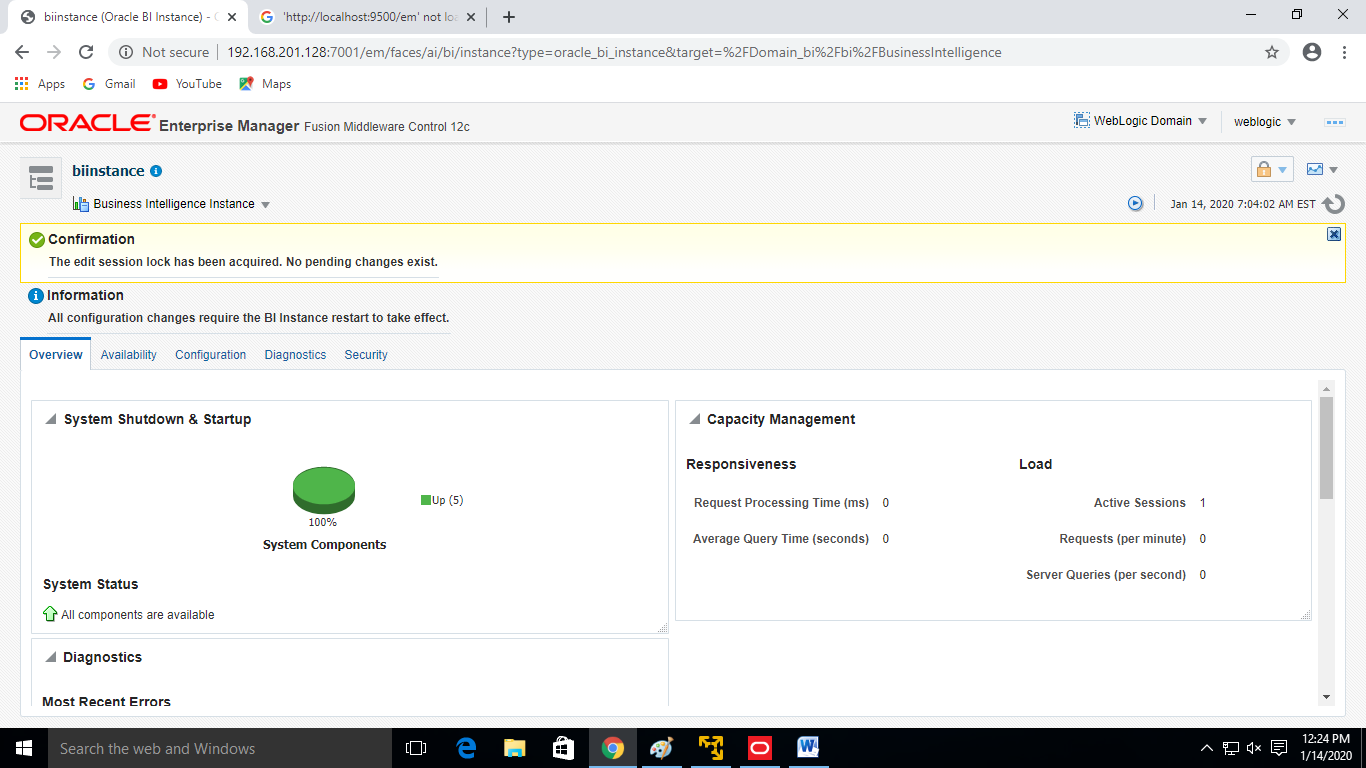 biinstance (Oracle BI Instance) -
'http://localhost:9500/em' not loa
Not secure
192.168.201.128:7001/em/faces/ai/bi/instance?type=oracle_bi_instance&target=%2FDomain_bi%2Fbi%2FBusinessIntelligence
Apps Gmail YouTube Maps
ORACLE Enterprise Manager Fusion Middleware Control 12c
WebLogic Domain weblogic
biinstance
Business Intelligence Instance
Jan 14, 2020 7:04:02 AM EST
Confirmation
The edit session lock has been acquired. No pending changes exist.
Information
All configuration changes require the BI Instance restart to take effect.
Overview Availability Configuration Diagnostics Security
System Shutdown & Startup
Up (5)
100%
System Components
System Status
All components are available
Capacity Management
Responsiveness
Request Processing Time (ms) 0
Average Query Time (seconds) 0
Load
Active Sessions 1
Requests (per minute) 0
Server Queries (per second) 0
Diagnostics
Most Recent Errors
Search the web and Windows
12:24 PM
1/14/2020